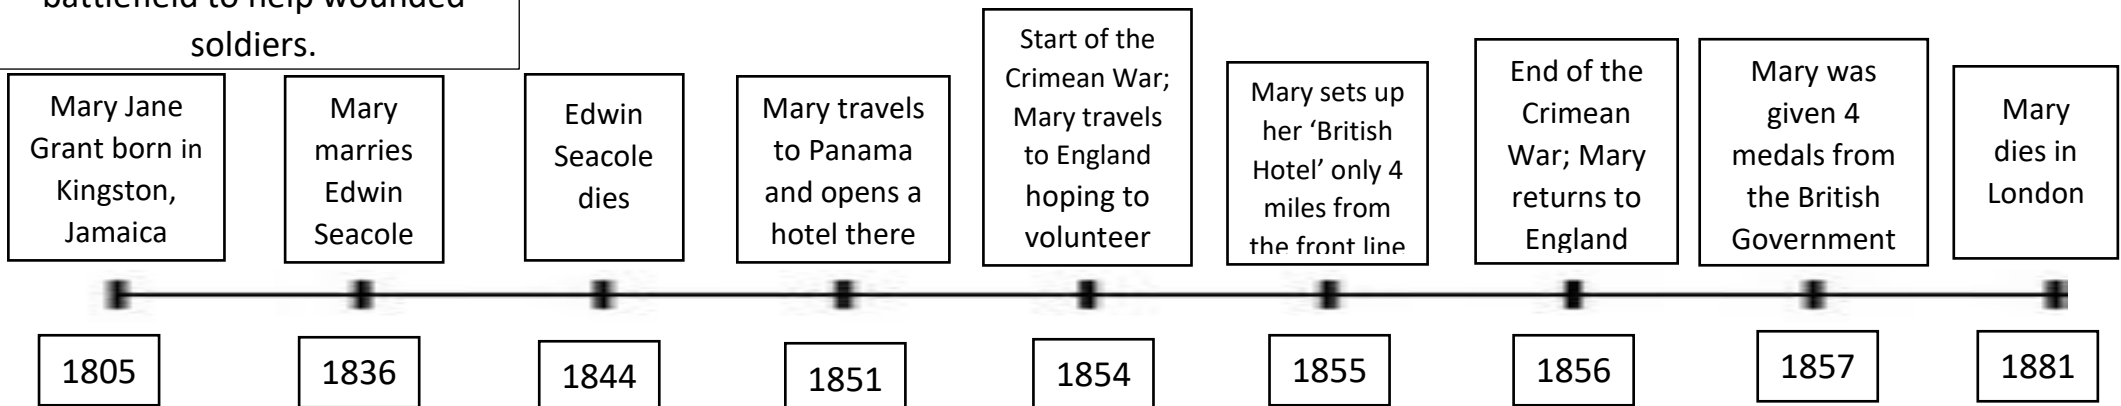 battlefield to help wounded
soldiers.
Mary Jane
Grant born in
Kingston,
Jamaica
Mary
marries
Edwin
Seacole
Edwin
Seacole
dies
Mary travels
to Panama
and opens a
hotel there
Start of the
Crimean War;
Mary travels
to England
hoping to
volunteer
Mary sets up
her ‘British
Hotel’ only 4
miles from
the front line
End of the
Crimean
War; Mary
returns to
England
Mary was
given 4
medals from
the British
Government
Mary
dies in
London
1805
1836
1844
1851
1854
1855
1856
1857
1881